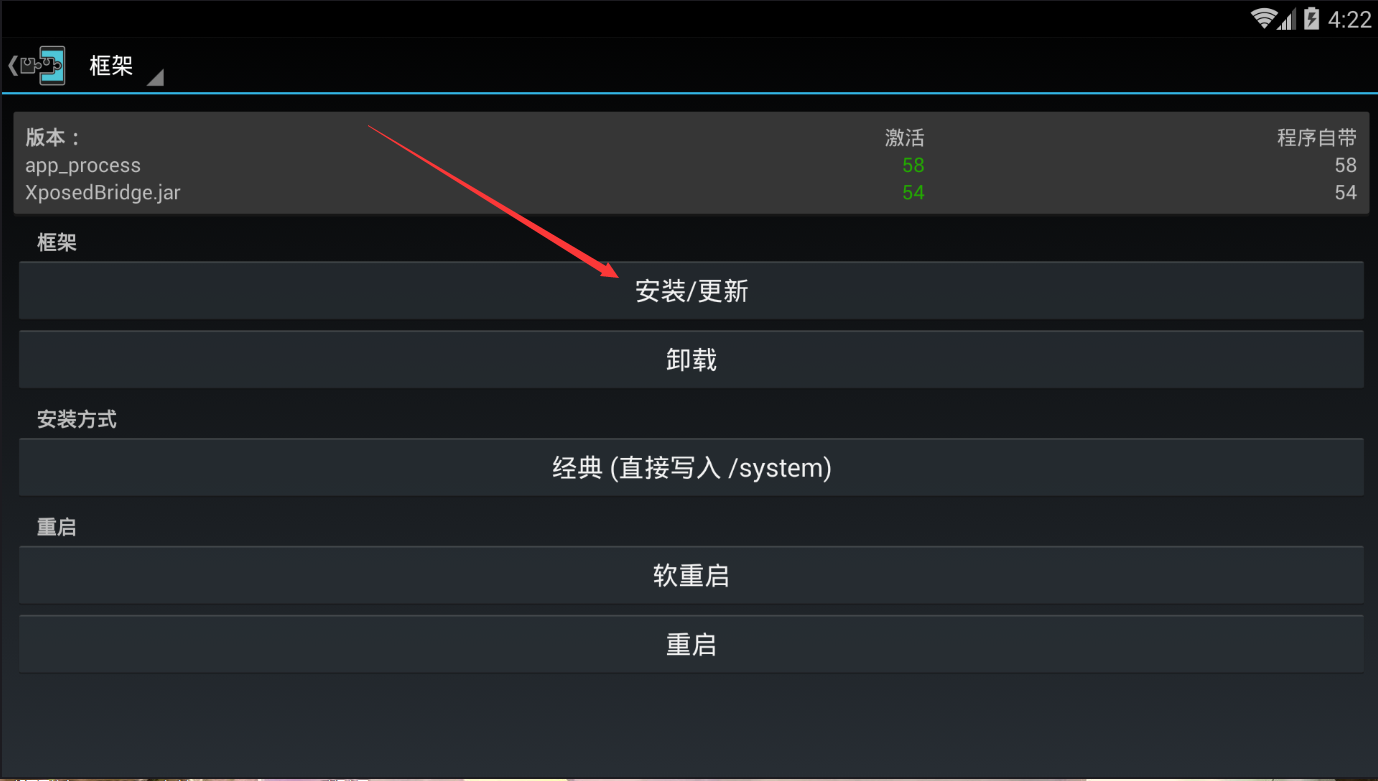 4:22
框架
版本： 激活 程序自带
app_process 58 58
XposedBridge.jar 54 54
框架
安装/更新
卸载
安装方式
经典 (直接写入 /system)
重启
软重启
重启